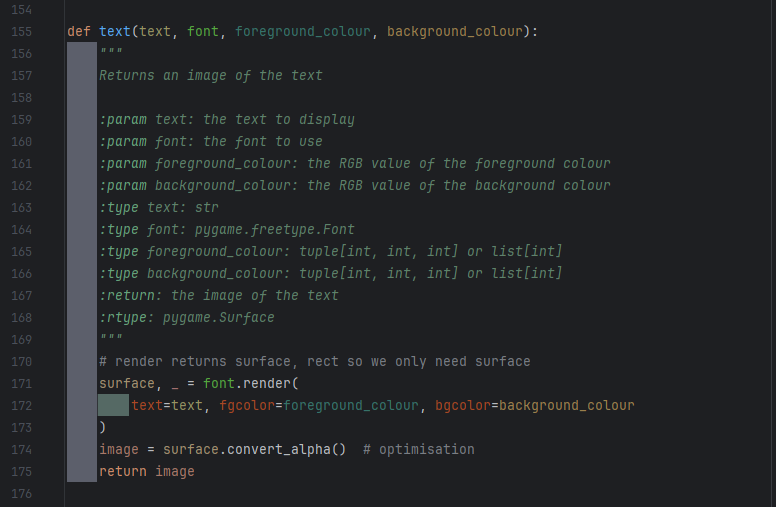 154
155 def text(text, font, foreground_colour, background_colour):
156     """
157     Returns an image of the text
158
159     :param text: the text to display
160     :param font: the font to use
161     :param foreground_colour: the RGB value of the foreground colour
162     :param background_colour: the RGB value of the background colour
163     :type text: str
164     :type font: pygame.freetype.Font
165     :type foreground_colour: tuple[int, int, int] or list[int]
166     :type background_colour: tuple[int, int, int] or list[int]
167     :return: the image of the text
168     :rtype: pygame.Surface
169     """
170     # render returns surface, rect so we only need surface
171     surface, _ = font.render(
172         text=text, fgcolor=foreground_colour, bgcolor=background_colour
173     )
174     image = surface.convert_alpha()  # optimisation
175     return image
176